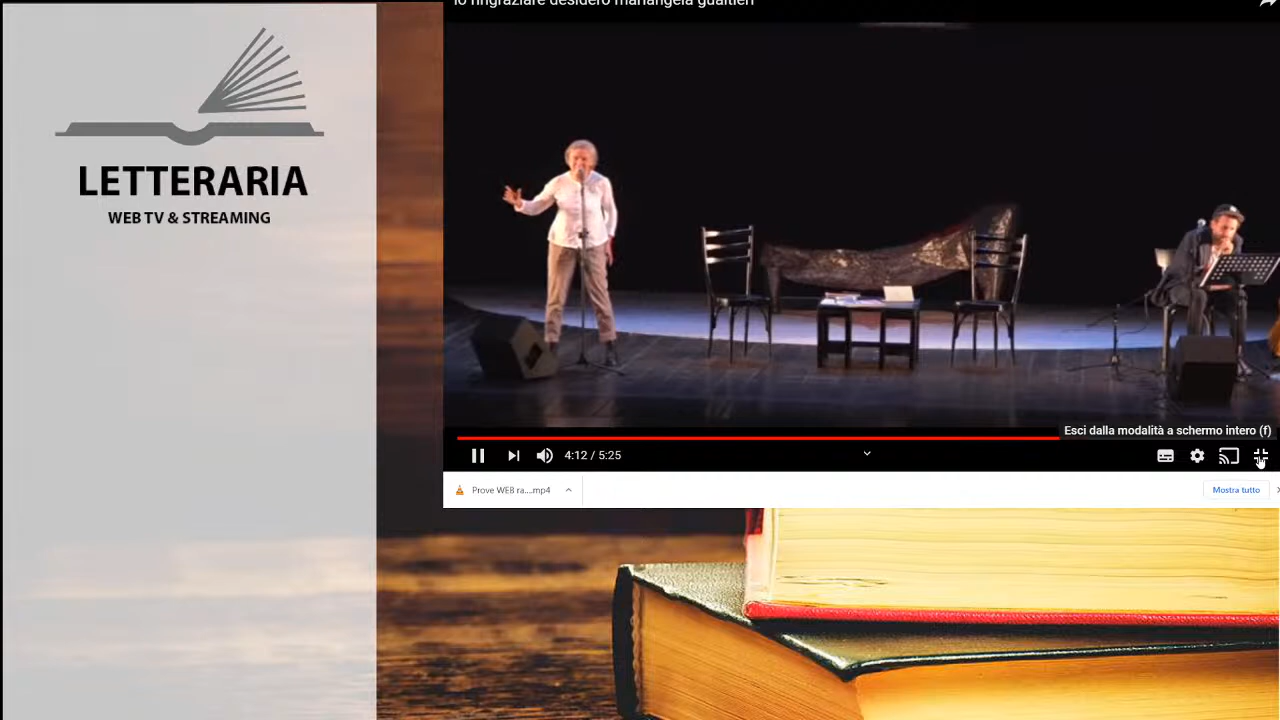 io ringraziare desidero mariangela gualtieri
LETTERARIA
WEB TV & STREAMING
Esci dalla modalità a schermo intero (f)
4:12 / 5:25
Prove WEB ra....mp4
Mostra tutto